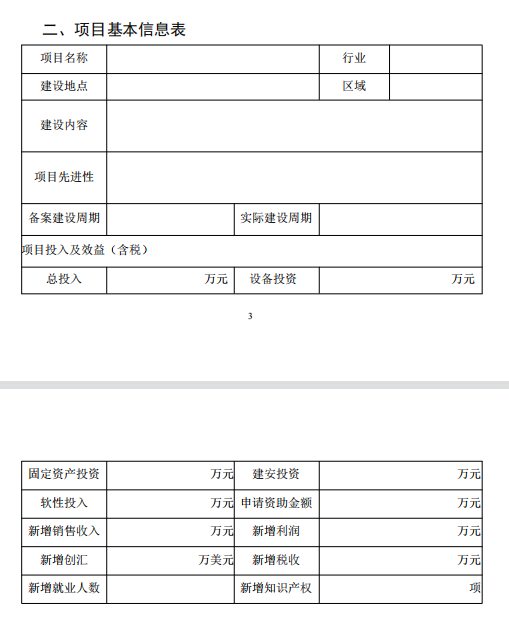 二、项目基本信息表
项目名称 行业
建设地点 区域
建设内容
项目先进性
备案建设周期 实际建设周期
项目投入及效益（含税）
总投入 万元 设备投资 万元
3
固定资产投资 万元 建安投资 万元
软性投入 万元 申请资助金额 万元
新增销售收入 万元 新增利润 万元
新增创汇 万美元 新增税收 万元
新增就业人数 新增知识产权 项